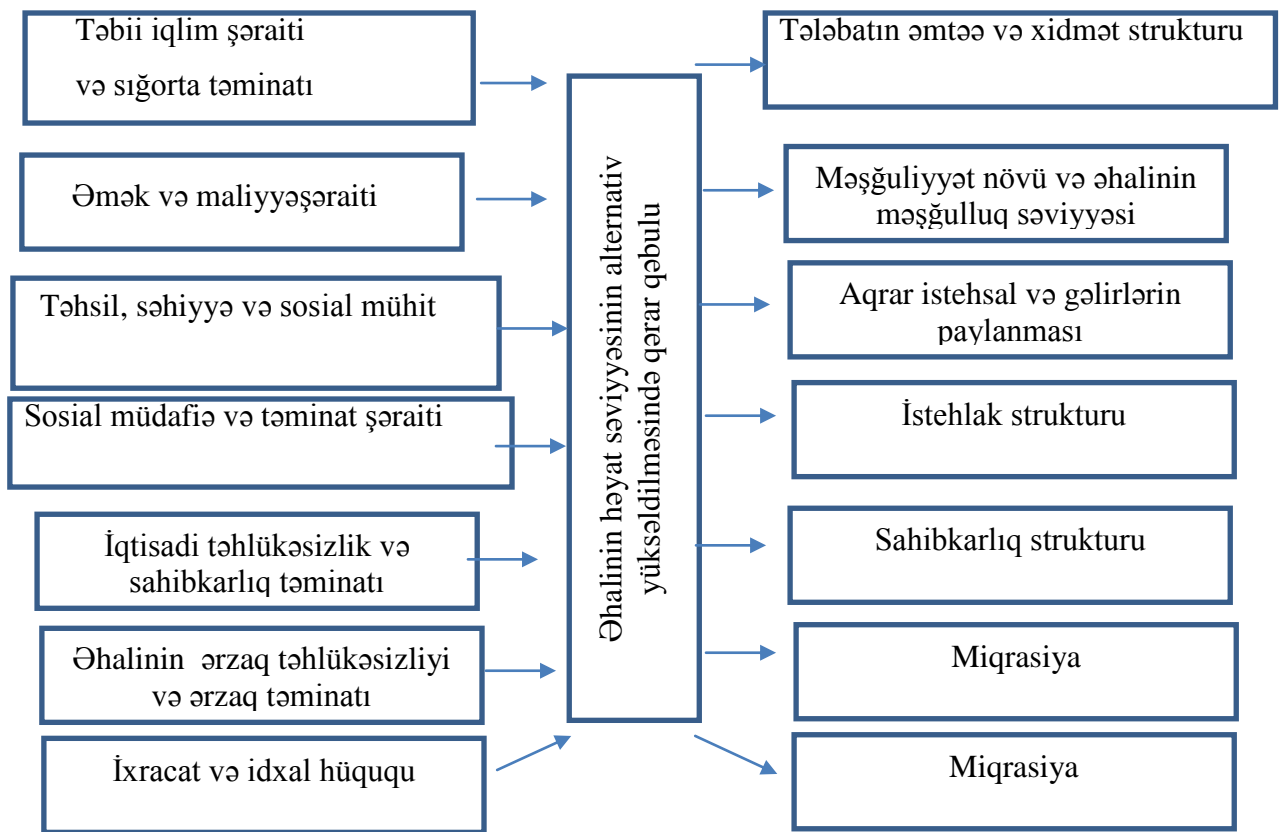 Təbii iqlim şəraiti
və sığorta təminatı
Əmək və maliyyəşəraiti
Təhsil, səhiyyə və sosial mühit
Sosial müdafiə və təminat şəraiti
İqtisadi təhlükəsizlik və
sahibkarlıq təminatı
Əhalinin ərzaq təhlükəsizliyi
və ərzaq təminatı
İxracat və idxal hüququ
Əhalinin həyat səviyyəsinin alternativ
yüksəldilməsində qərar qəbulu
Tələbatın əmtəə və xidmət strukturu
Məşğuliyyət növü və əhalinin
məşğulluq səviyyəsi
Aqrar istehsal və gəlirlərin
paylanması
İstehlak strukturu
Sahibkarlıq strukturu
Miqrasiya
Miqrasiya